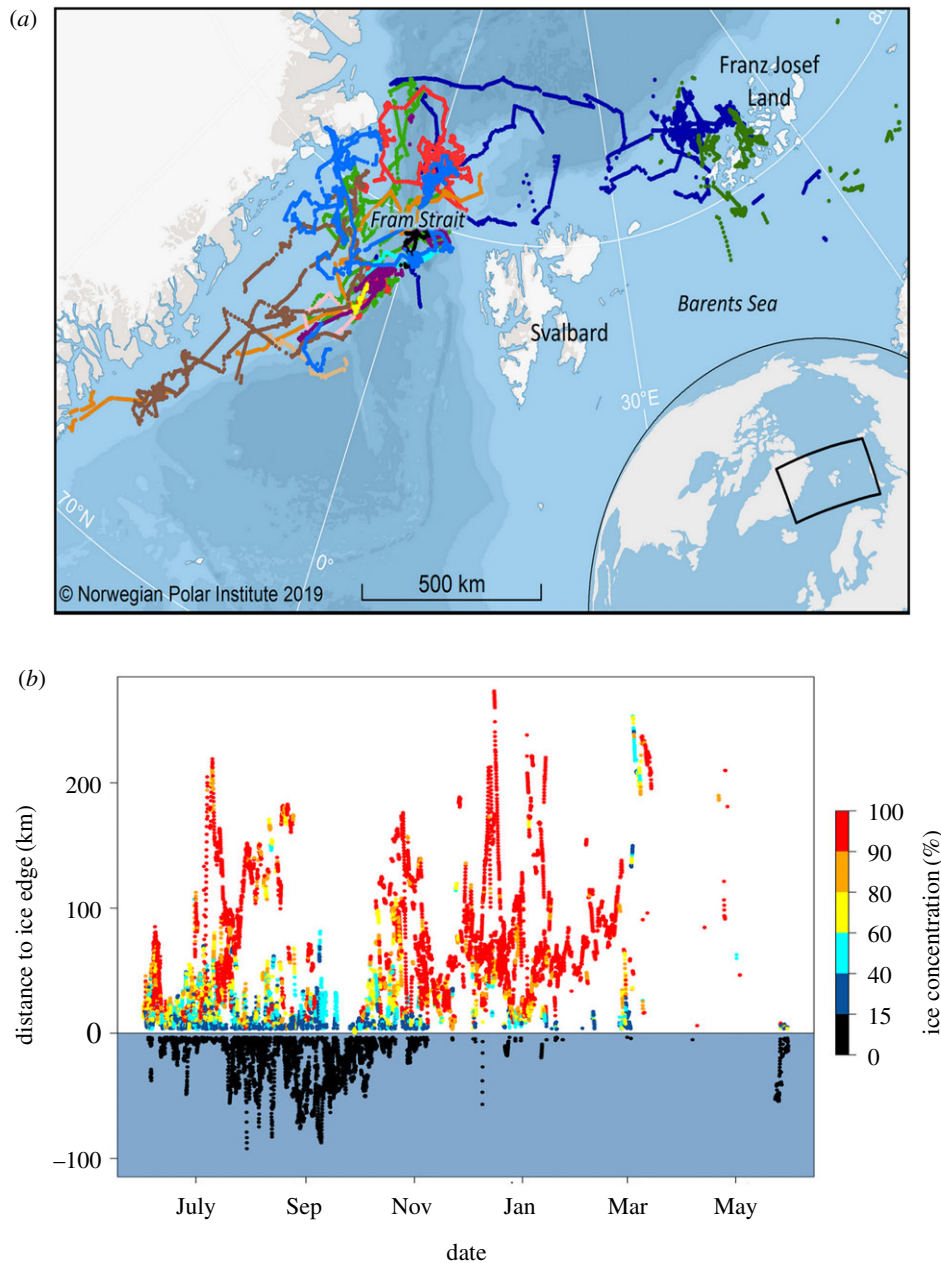 (a)
80
Franz Josef
Land
Fram Strait
Barents Sea
Svalbard
30°E
70°N
0°
500 km
© Norwegian Polar Institute 2019
(b)
distance to ice edge (km)
200
100
0
–100
July
Sep
Nov
Jan
Mar
May
date
100
90
80
60
40
15
0
ice concentration (%)